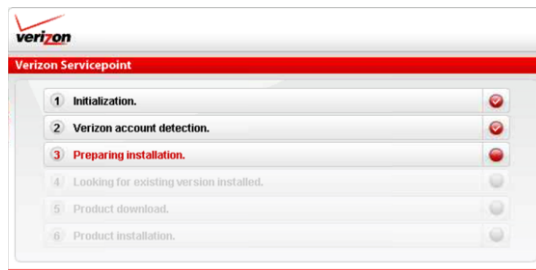 verizon
Verizon Servicepoint
1 Initialization.
2 Verizon account detection.
3 Preparing installation.
4 Looking for existing version installed.
5 Product download.
6 Product installation.